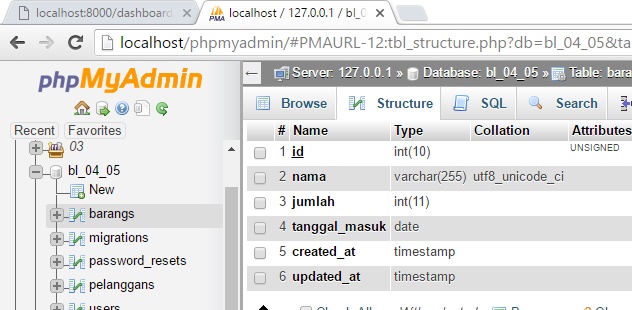 localhost:8000/dashboard
localhost / 127.0.0.1 / bl_0
localhost/phpmyadmin/#PMAURL-12:tbl_structure.php?db=bl_04_05&ta
phpMyAdmin
Recent Favorites
03
bl_04_05
New
barangs
migrations
password_resets
pelanggans
users
Server: 127.0.0.1 » Database: bl_04_05 » Table: bara
Browse Structure SQL Search
# Name Type Collation Attributes
1 id int(10) UNSIGNED
2 nama varchar(255) utf8_unicode_ci
3 jumlah int(11)
4 tanggal_masuk date
5 created_at timestamp
6 updated_at timestamp